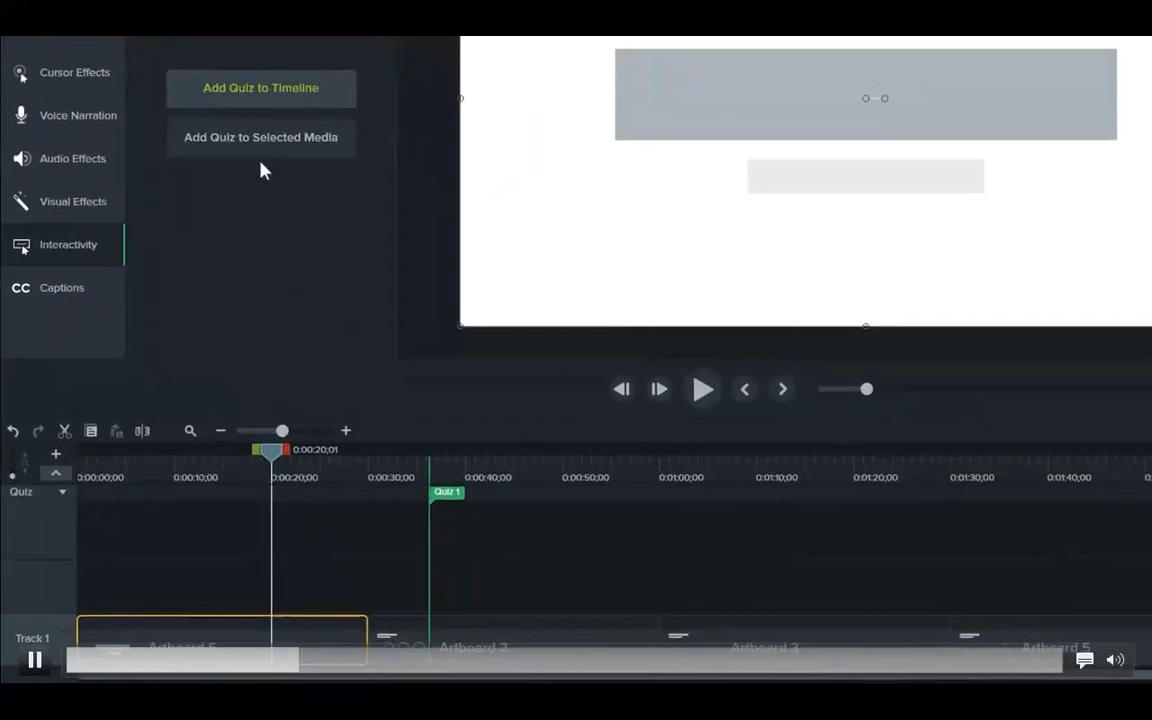 Cursor Effects
Voice Narration
Audio Effects
Visual Effects
Interactivity
CC Captions
Add Quiz to Timeline
Add Quiz to Selected Media
0:00:20;01
0:00:00;00 0:00:10;00 0:00:20;00 0:00:30;00 0:00:40;00 0:00:50;00 0:01:00;00 0:01:10;00 0:01:20;00 0:01:30;00 0:01:40;00
Quiz
Quiz 1
Track 1
Artboard 2
Artboard 3
Artboard 5